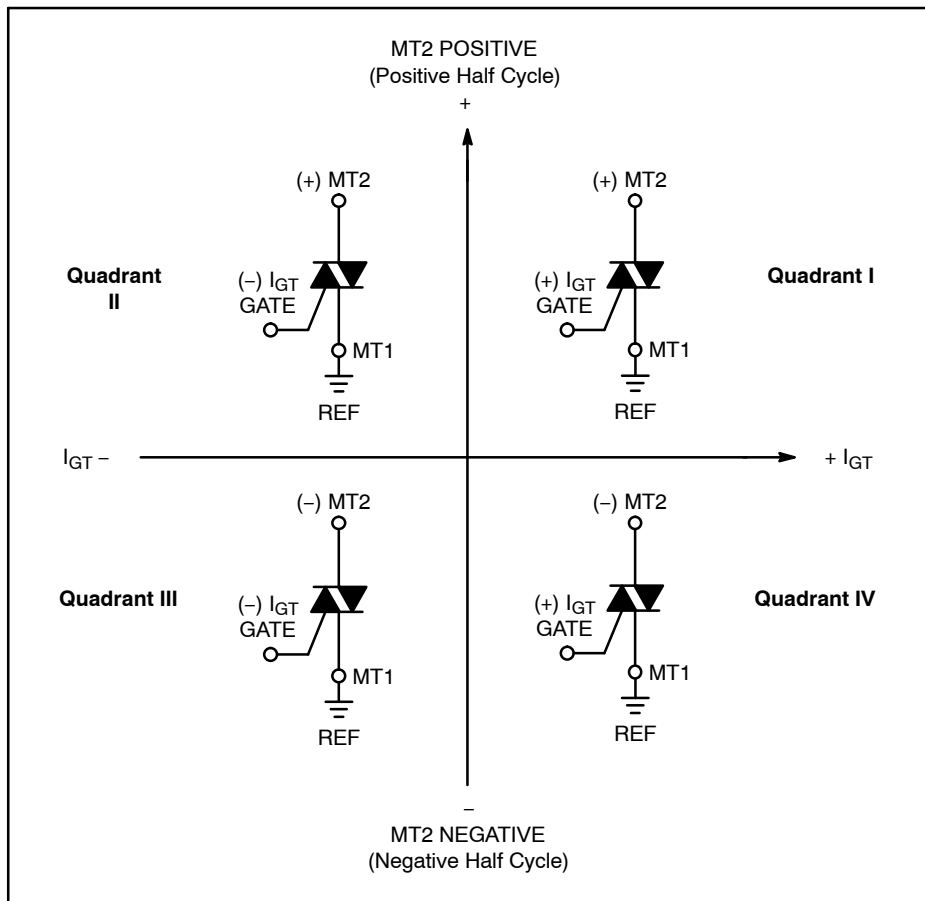 MT2 POSITIVE
(Positive Half Cycle)
+
(+) MT2
(+) MT2
Quadrant
II
(–) IGT
GATE
(+) IGT
GATE
Quadrant I
MT1
MT1
REF
REF
IGT –
+ IGT
(–) MT2
(–) MT2
Quadrant III
(–) IGT
GATE
(+) IGT
GATE
Quadrant IV
MT1
MT1
REF
REF
–
MT2 NEGATIVE
(Negative Half Cycle)